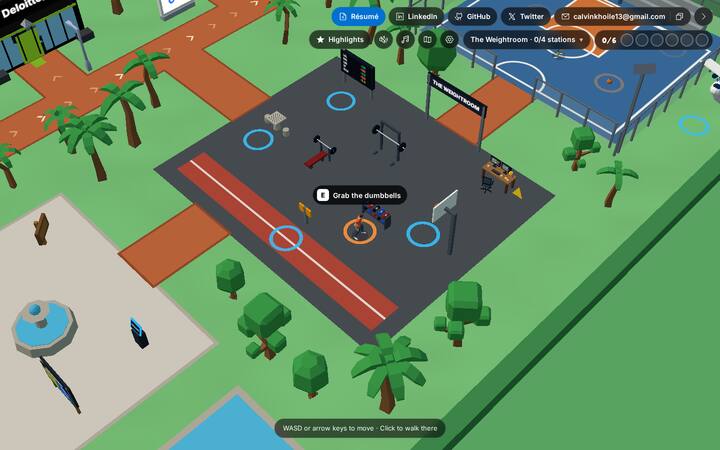 Deloitte
Résumé
LinkedIn
GitHub
Twitter
calvinkhoile13@gmail.com
Highlights
The Weightroom · 0/4 stations
0/6
THE WEIGHTROOM
E Grab the dumbbells
WASD or arrow keys to move · Click to walk there